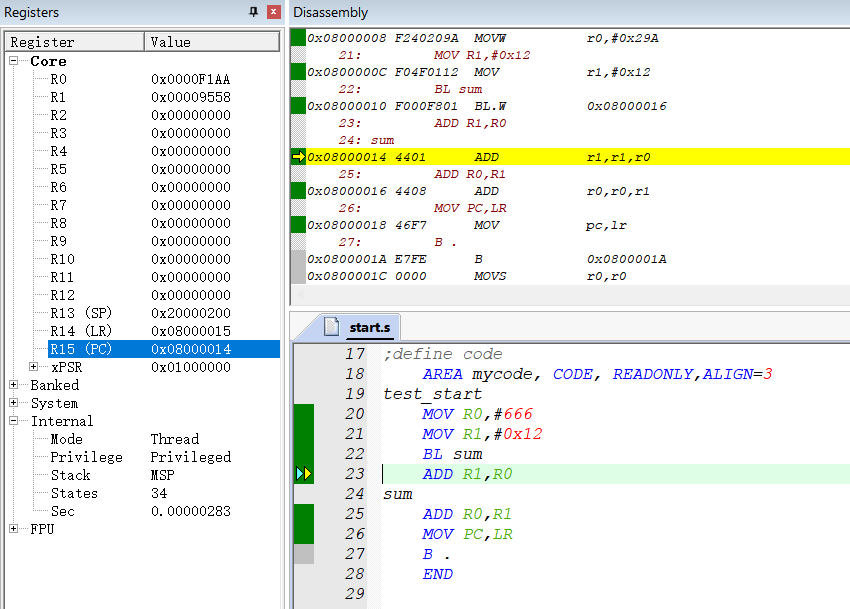 Registers
Register Value
Core
R0 0x0000F1AA
R1 0x00009558
R2 0x00000000
R3 0x00000000
R4 0x00000000
R5 0x00000000
R6 0x00000000
R7 0x00000000
R8 0x00000000
R9 0x00000000
R10 0x00000000
R11 0x00000000
R12 0x00000000
R13 (SP) 0x20000200
R14 (LR) 0x08000015
R15 (PC) 0x08000014
xPSR 0x01000000
Banked
System
Internal
Mode Thread
Privilege Privileged
Stack MSP
States 34
Sec 0.00000283
FPU
Disassembly
0x08000008 F240209A MOVW r0,#0x29A
21: MOV R1,#0x12
0x0800000C F04F0112 MOV r1,#0x12
22: BL sum
0x08000010 F000F801 BL.W 0x08000016
23: ADD R1,R0
24: sum
0x08000014 4401 ADD r1,r1,r0
25: ADD R0,R1
0x08000016 4408 ADD r0,r0,r1
26: MOV PC,LR
0x08000018 46F7 MOV pc,lr
27: B .
0x0800001A E7FE B 0x0800001A
0x0800001C 0000 MOVS r0,r0
start.s
17 ;define code
18 AREA mycode, CODE, READONLY,ALIGN=3
19 test_start
20 MOV R0,#666
21 MOV R1,#0x12
22 BL sum
23 ADD R1,R0
24 sum
25 ADD R0,R1
26 MOV PC,LR
27 B .
28 END
29